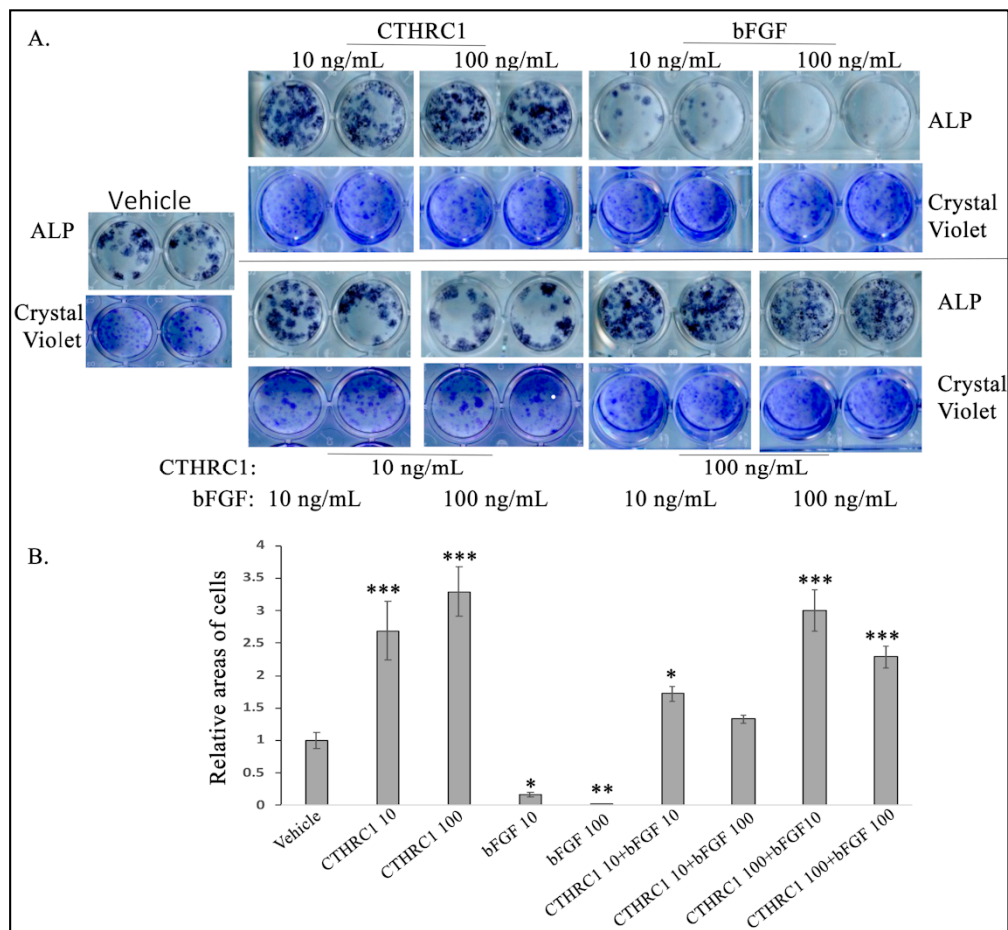 A.
CTHRC1 bFGF
10 ng/mL 100 ng/mL 10 ng/mL 100 ng/mL
ALP
Crystal
Violet
Vehicle
ALP
Crystal
Violet
ALP
Crystal
Violet
CTHRC1: 10 ng/mL 100 ng/mL
bFGF: 10 ng/mL 100 ng/mL 10 ng/mL 100 ng/mL
B.
Relative areas of cells
4
3.5
3
2.5
2
1.5
1
0.5
0
***
***
*
**
*
***
***
Vehicle
CTHRC1 10
CTHRC1 100
bFGF 10
bFGF 100
CTHRC1 10+bFGF 10
CTHRC1 10+bFGF 100
CTHRC1 100+bFGF10
CTHRC1 100+bFGF 100